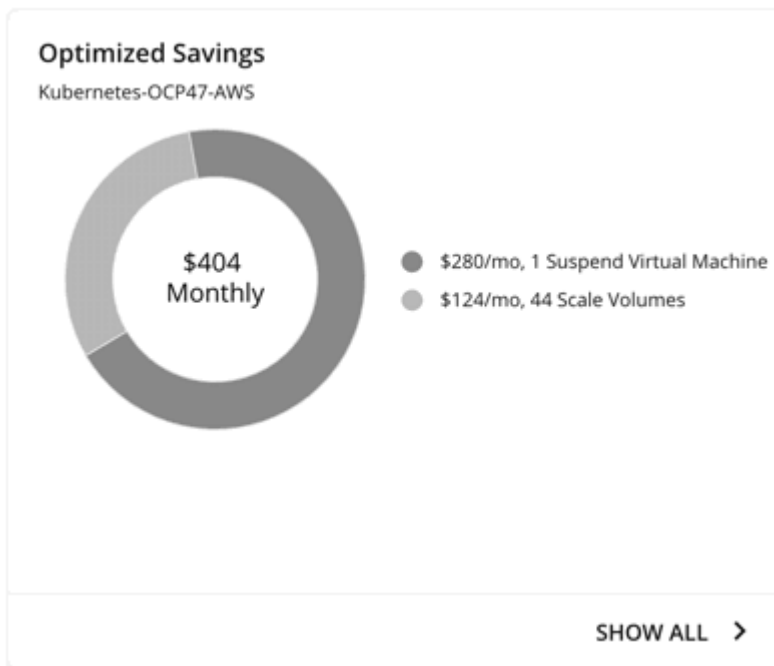 Optimized Savings
Kubernetes-OCP47-AWS
$404
Monthly
$280/mo, 1 Suspend Virtual Machine
$124/mo, 44 Scale Volumes
SHOW ALL